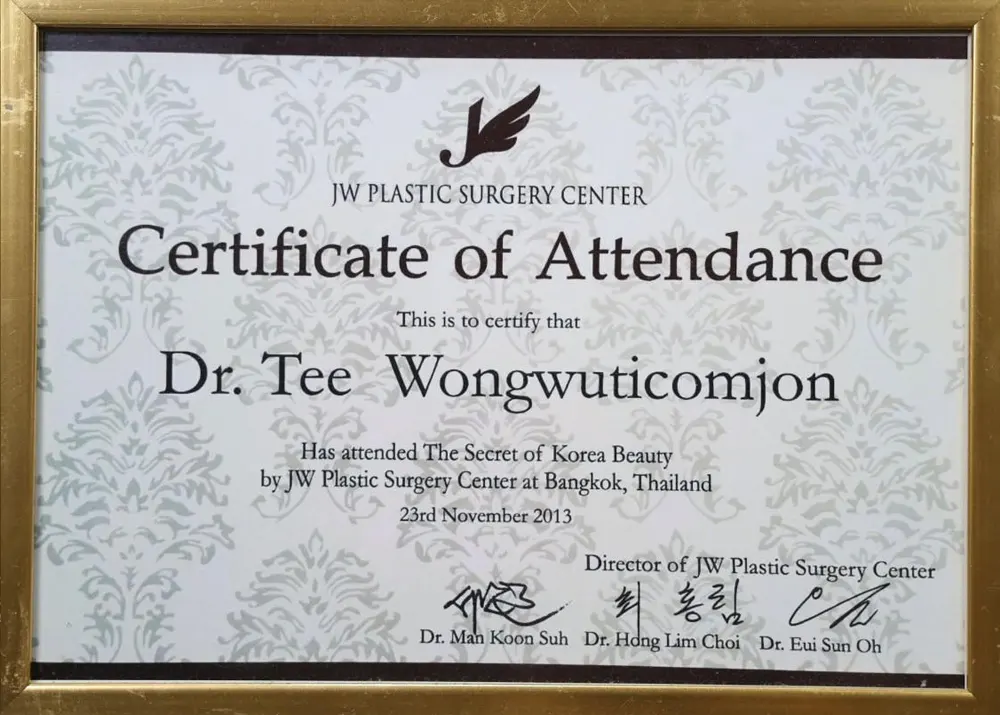 JW PLASTIC SURGERY CENTER
Certificate of Attendance
This is to certify that
Dr. Tee Wongwuticomjon
Has attended The Secret of Korea Beauty
by JW Plastic Surgery Center at Bangkok, Thailand
23rd November 2013
Director of JW Plastic Surgery Center
최 홍림
Dr. Man Koon Suh Dr. Hong Lim Choi Dr. Eui Sun Oh